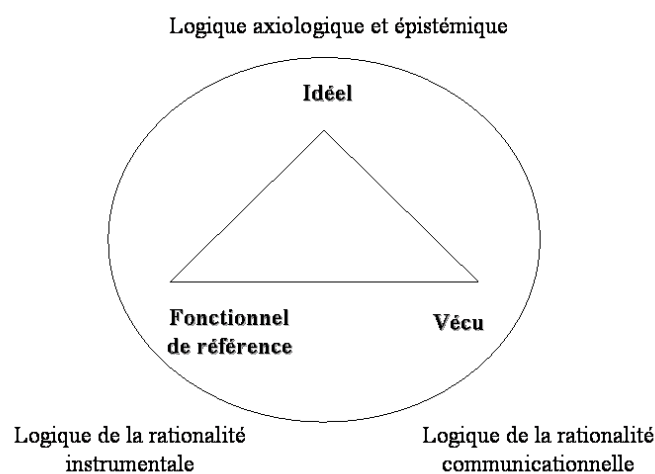 Logique axiologique et épistémique
Idéel
Fonctionnel
de référence
Vécu
Logique de la rationalité
instrumentale
Logique de la rationalité
communicationnelle